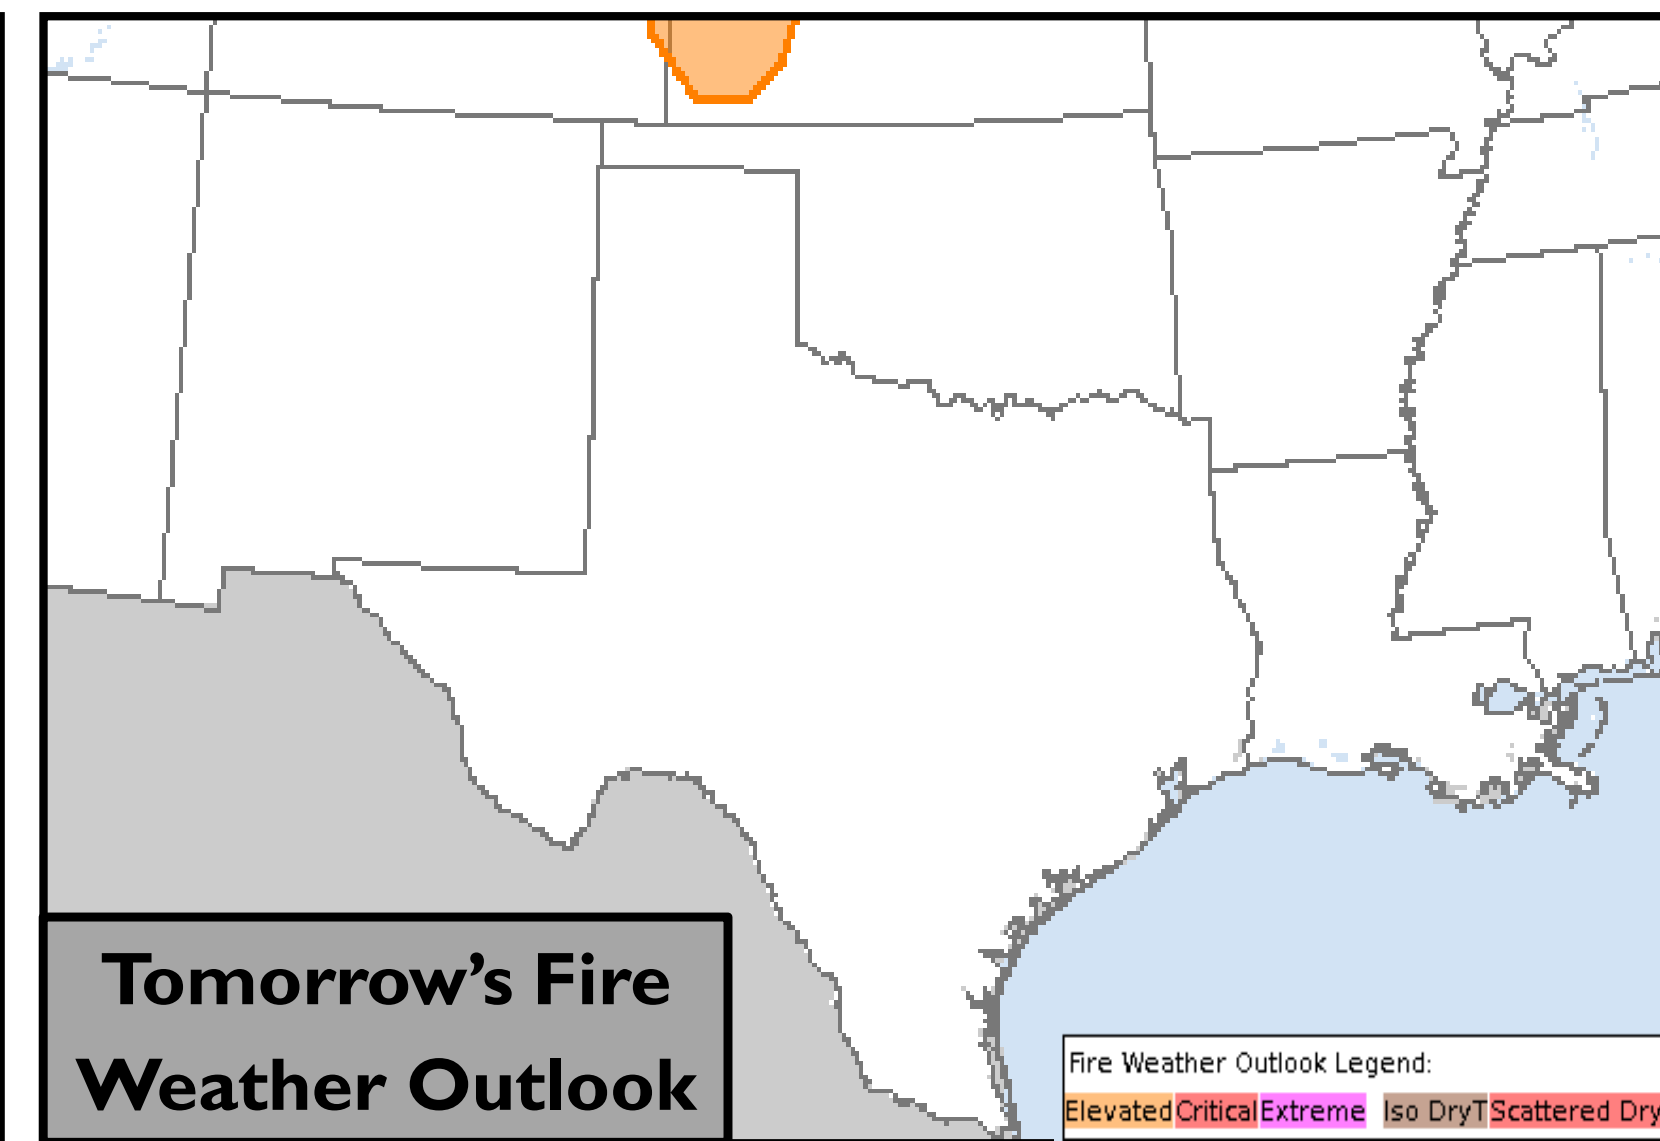 Tomorrow's Fire
Weather Outlook
Fire Weather Outlook Legend:
Elevated Critical Extreme Iso DryT Scattered Dry